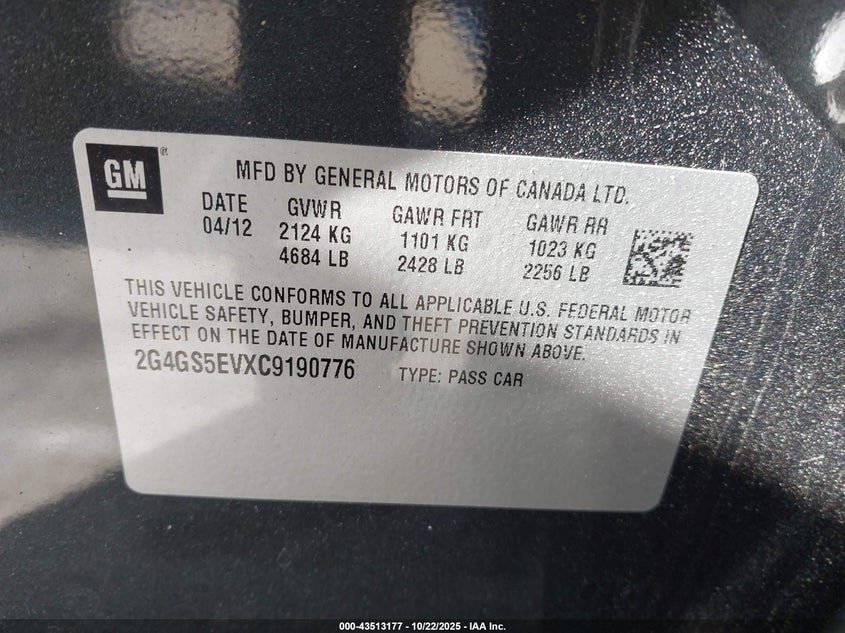 GM®
MFD BY GENERAL MOTORS OF CANADA LTD.
DATE GVWR GAWR FRT GAWR RR
04/12 2124 KG 1101 KG 1023 KG
4684 LB 2428 LB 2256 LB
THIS VEHICLE CONFORMS TO ALL APPLICABLE U.S. FEDERAL MOTOR
VEHICLE SAFETY, BUMPER, AND THEFT PREVENTION STANDARDS IN
EFFECT ON THE DATE OF MANUFACTURE SHOWN ABOVE.
2G4GS5EVXC9190776 TYPE: PASS CAR
000-43513177 - 10/22/2025 - IAA Inc.